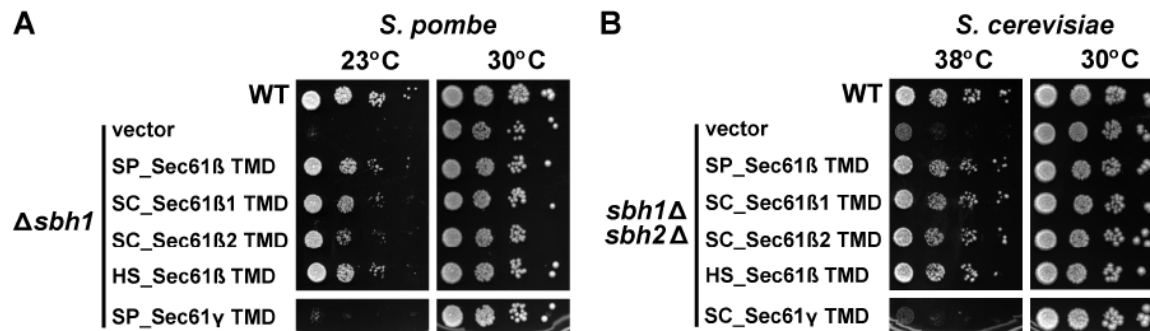 A
S. pombe
23°C
30°C
WT
vector
SP_Sec61ß TMD
SC_Sec61ß1 TMD
Δsbh1
SC_Sec61ß2 TMD
HS_Sec61ß TMD
SP_Sec61γ TMD
B
S. cerevisiae
38°C
30°C
WT
vector
SP_Sec61ß TMD
SC_Sec61ß1 TMD
sbh1Δ
sbh2Δ
SC_Sec61ß2 TMD
HS_Sec61ß TMD
SC_Sec61γ TMD